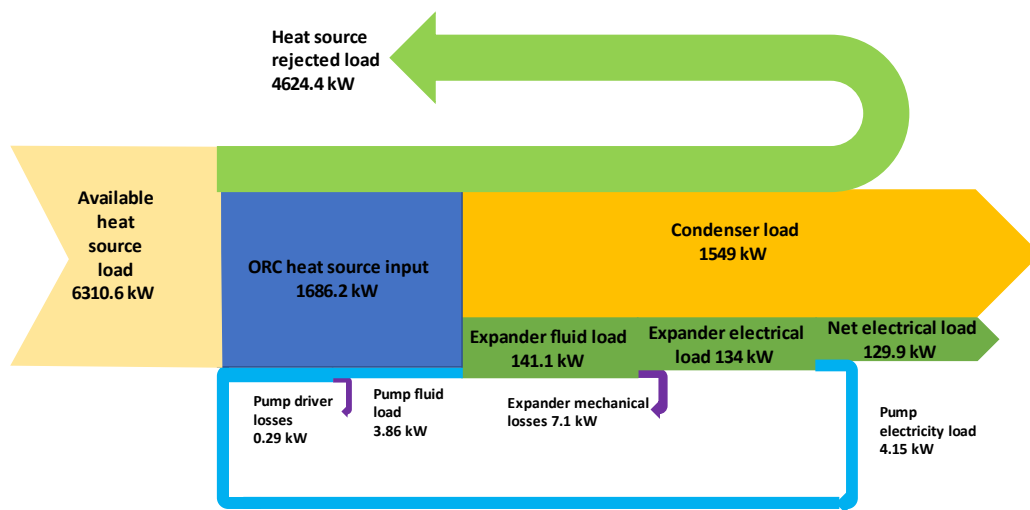 Heat source
rejected load
4624.4 kW
Available
heat
source
load
6310.6 kW
ORC heat source input
1686.2 kW
Condenser load
1549 kW
Expander fluid load
141.1 kW
Expander electrical
load 134 kW
Net electrical load
129.9 kW
Pump driver
losses
0.29 kW
Pump fluid
load
3.86 kW
Expander mechanical
losses 7.1 kW
Pump
electricity load
4.15 kW